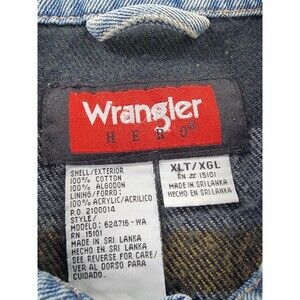 Wrangler
HERO®
SHELL/EXTERIOR
100% COTTON
100% ALGODON
LINING/FORRO:
100% ACRYLIC/ACRILICO
P.O 2100014
STYLE/
MODELO: 624716-WA
RN. 15101
MADE IN SRI LANKA
HECHO EN SRI LANKA
SEE REVERSE FOR CARE/
VER AL DORSO PARA
CUIDADO.
XLT/XGL
RN # 15101
MADE IN SRI LANKA
HECHO EN SRI LANKA